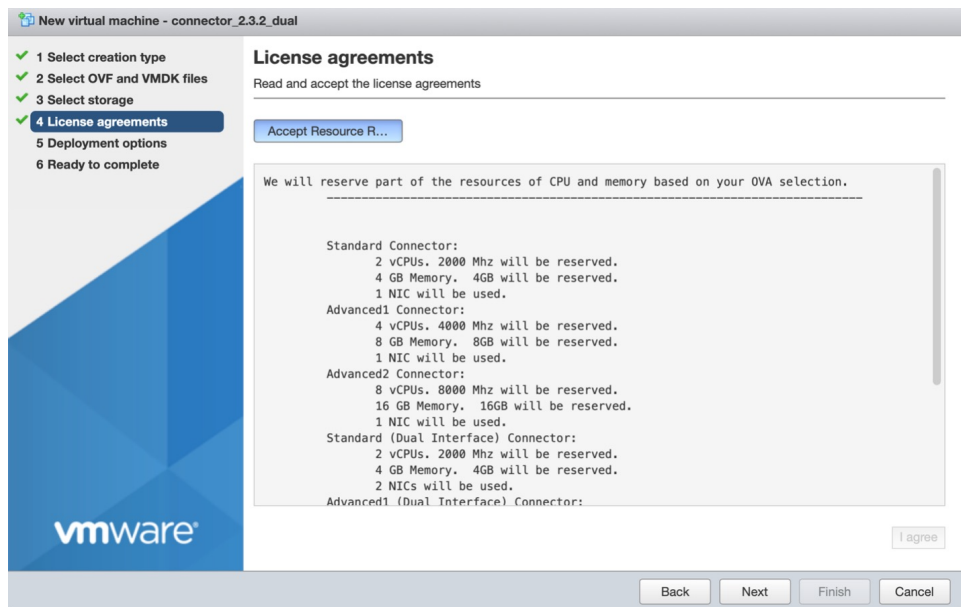 New virtual machine - connector_2.3.2_dual
1 Select creation type
2 Select OVF and VMDK files
3 Select storage
4 License agreements
5 Deployment options
6 Ready to complete
License agreements
Read and accept the license agreements
Accept Resource R...
We will reserve part of the resources of CPU and memory based on your OVA selection.
-----------------------------------------------------------------------------
Standard Connector:
2 vCPUs. 2000 Mhz will be reserved.
4 GB Memory.  4GB will be reserved.
1 NIC will be used.
Advanced1 Connector:
4 vCPUs. 4000 Mhz will be reserved.
8 GB Memory.  8GB will be reserved.
1 NIC will be used.
Advanced2 Connector:
8 vCPUs. 8000 Mhz will be reserved.
16 GB Memory.  16GB will be reserved.
1 NIC will be used.
Standard (Dual Interface) Connector:
2 vCPUs. 2000 Mhz will be reserved.
4 GB Memory.  4GB will be reserved.
2 NICs will be used.
Advanced1 (Dual Interface) Connector:
vmware®
I agree
Back
Next
Finish
Cancel